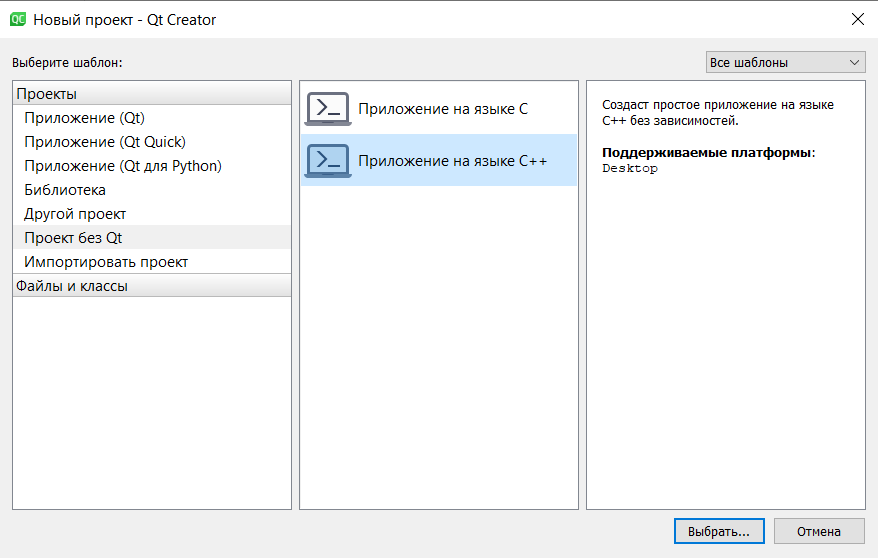 QC Новый проект - Qt Creator
Выберите шаблон:
Все шаблоны
Проекты
Приложение (Qt)
Приложение (Qt Quick)
Приложение (Qt для Python)
Библиотека
Другой проект
Проект без Qt
Импортировать проект
Файлы и классы
Приложение на языке C
Приложение на языке C++
Создаст простое приложение на языке
C++ без зависимостей.
Поддерживаемые платформы:
Desktop
Выбрать...
Отмена